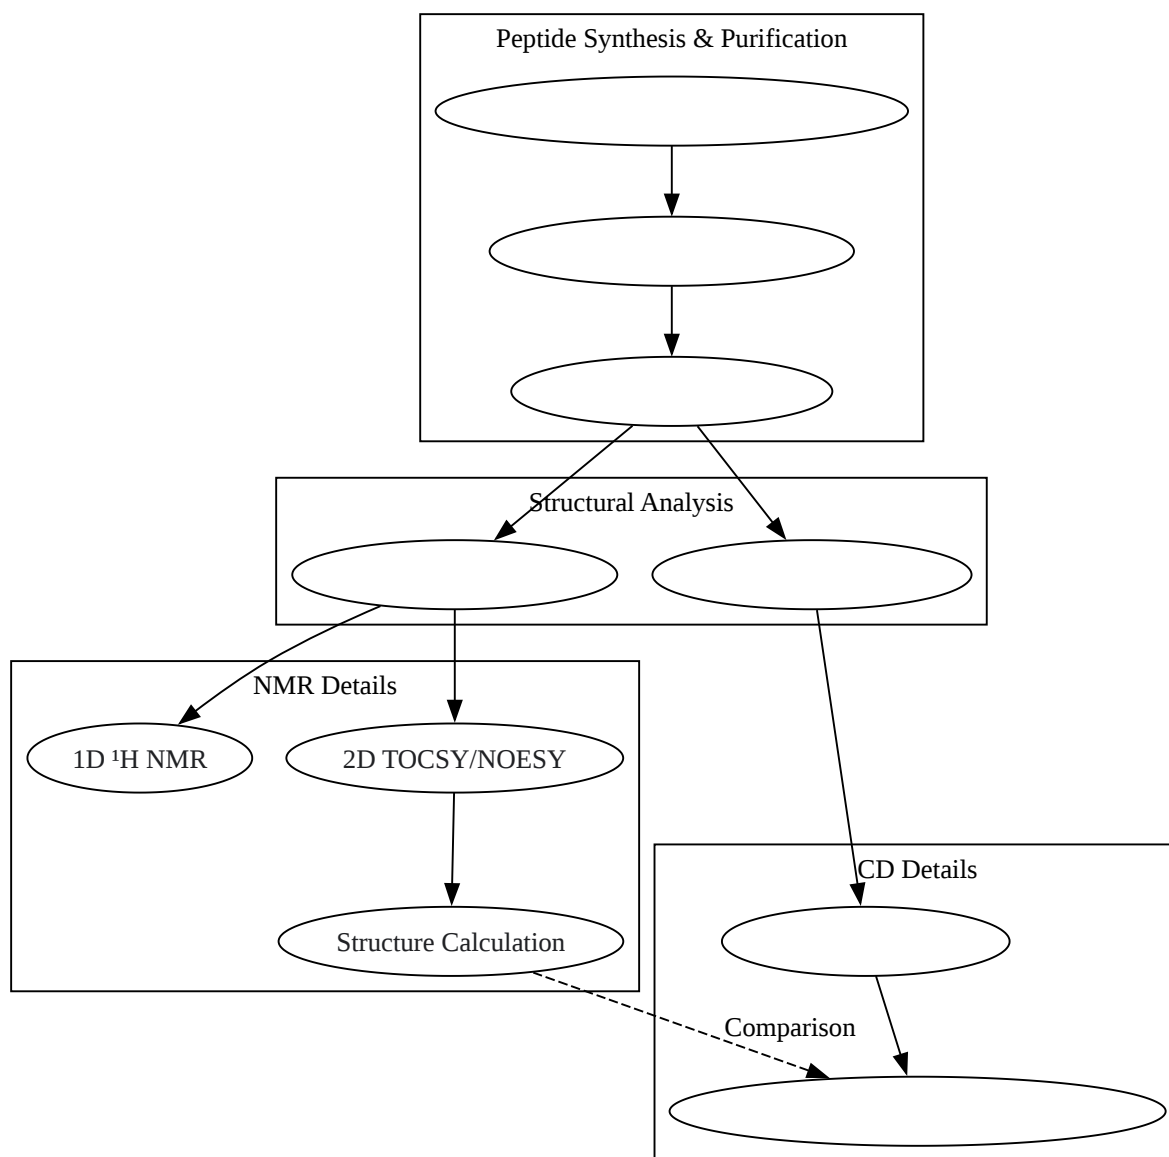 Peptide Synthesis & Purification
Structural Analysis
NMR Details
1D ¹H NMR
2D TOCSY/NOESY
CD Details
Structure Calculation
Comparison